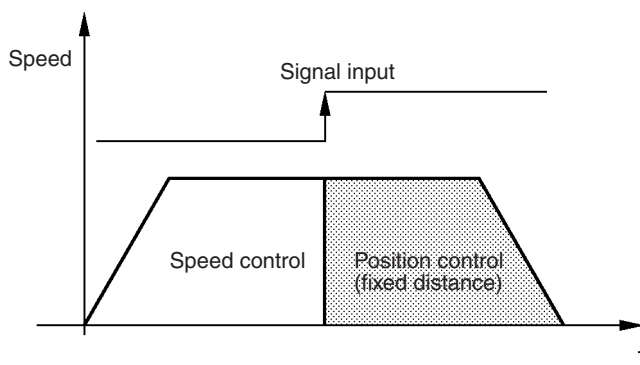 Speed
Signal input
Speed control
Position control
(fixed distance)